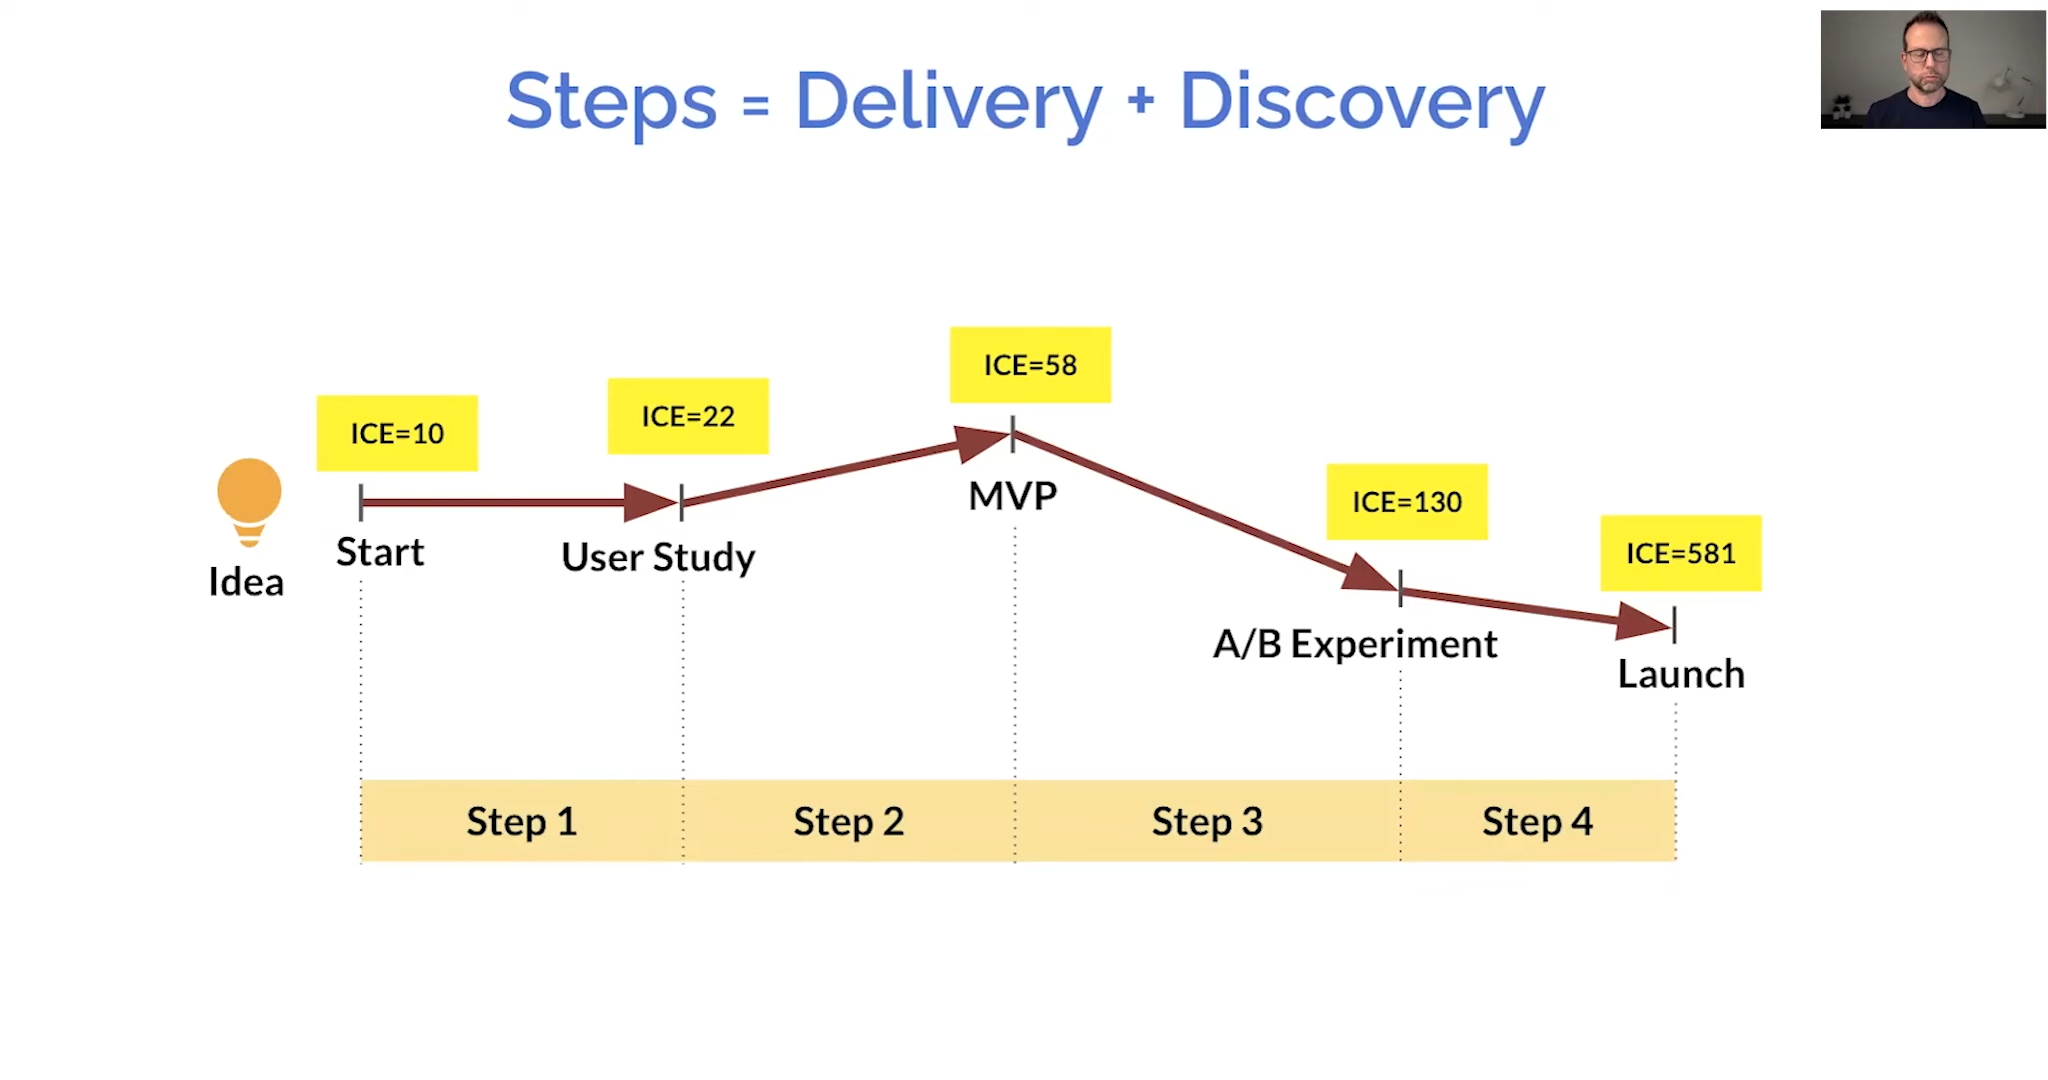 Steps = Delivery + Discovery
ICE=10
ICE=22
ICE=58
ICE=130
ICE=581
Idea
Start
User Study
MVP
A/B Experiment
Launch
Step 1
Step 2
Step 3
Step 4